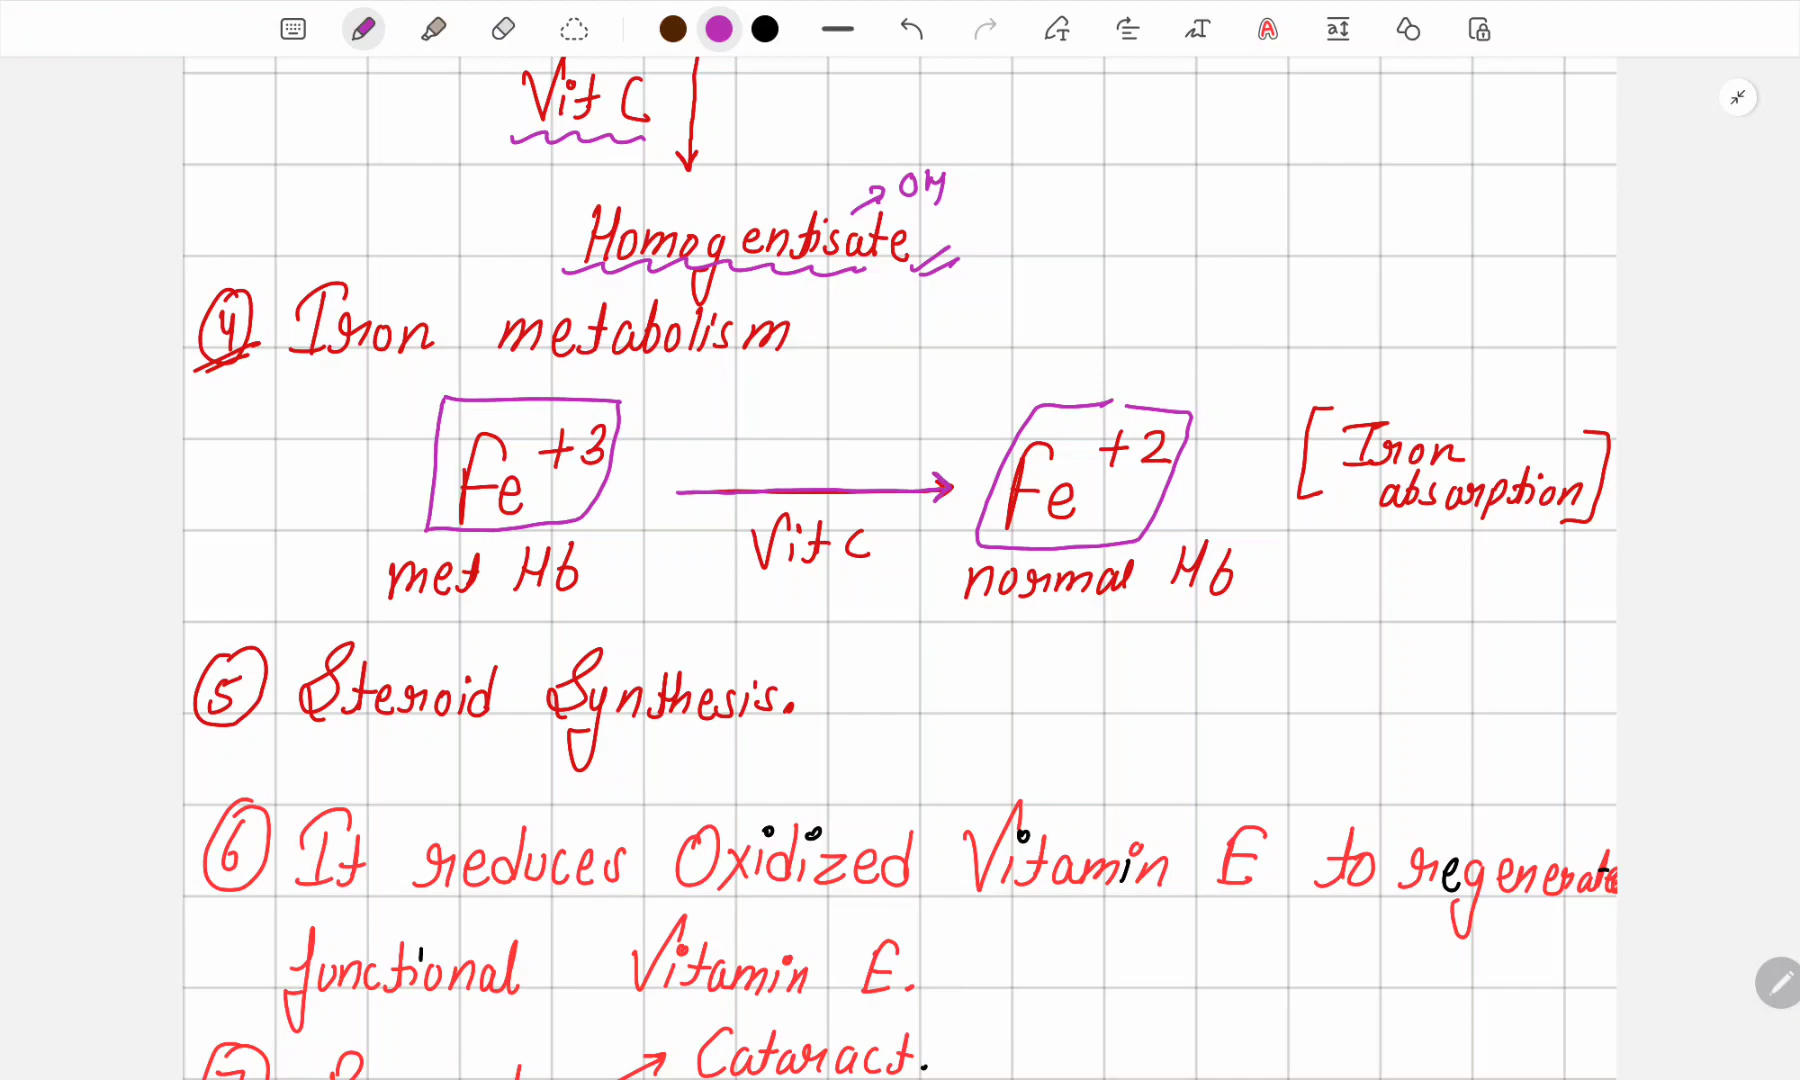 Vit C
OH
Homogentisate
4 Iron metabolism
Fe +3 Fe +2 [Iron absorption]
Vit C
met Hb normal Hb
5 Steroid Synthesis.
6 It reduces Oxidized Vitamin E to regenerate
functional Vitamin E.
Cataract.